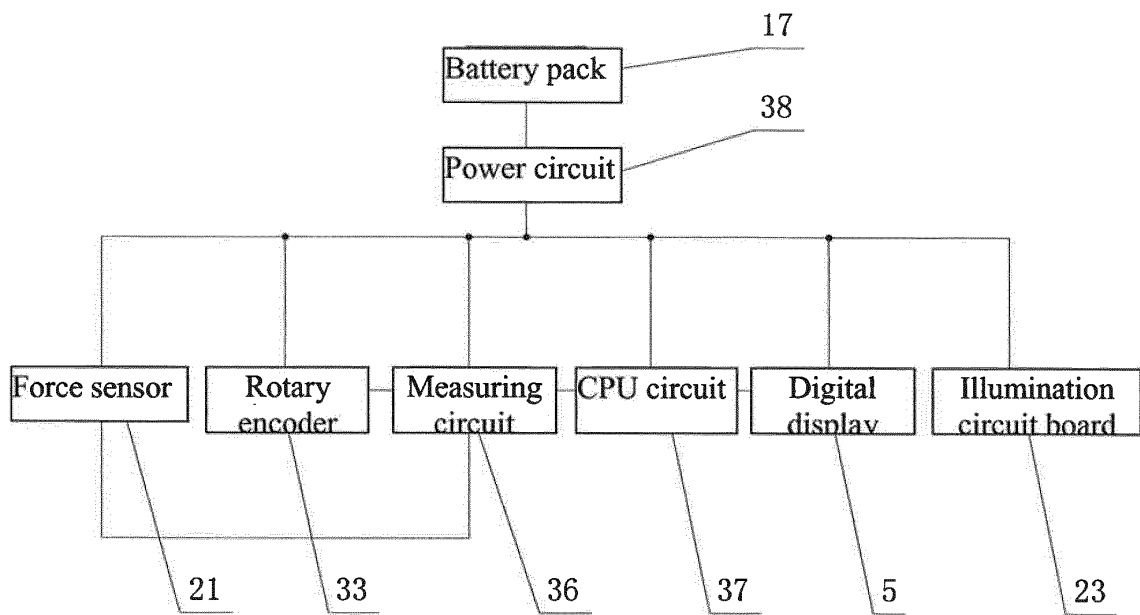 17
Battery pack
38
Power circuit
Force sensor
Rotary
encoder
Measuring
circuit
CPU circuit
Digital
display
Illumination
circuit board
21
33
36
37
5
23